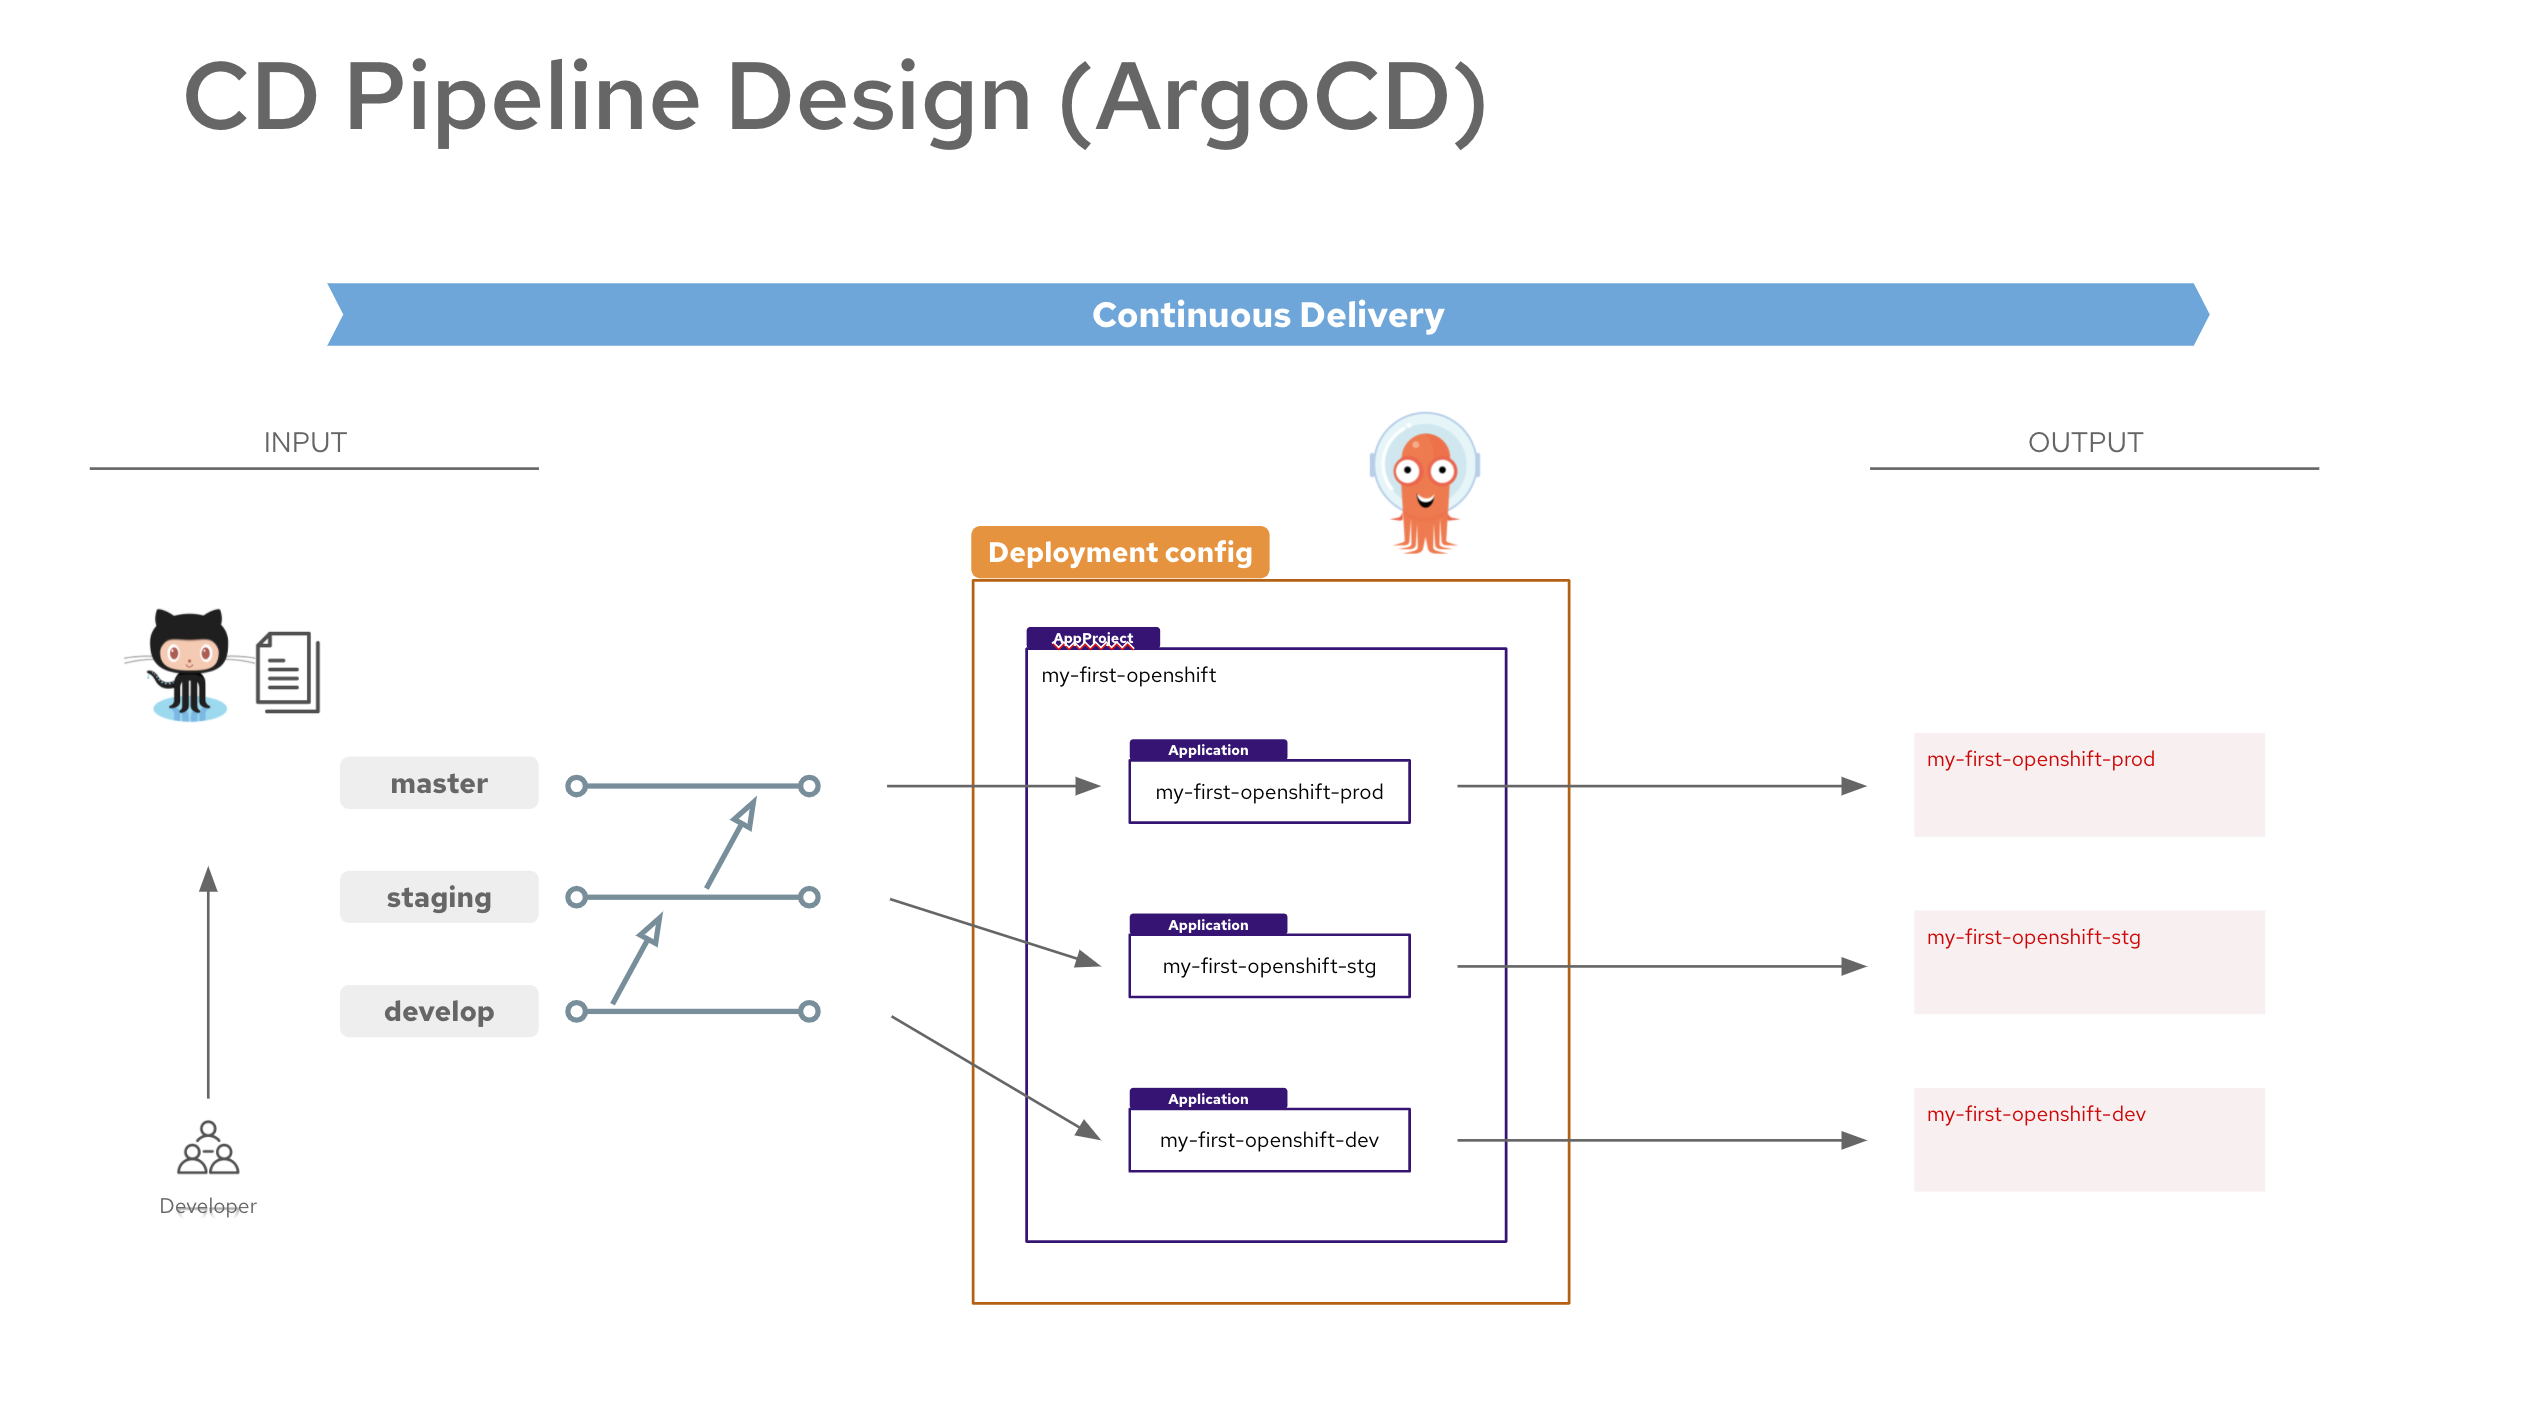 CD Pipeline Design (ArgoCD)
Continuous Delivery
INPUT
OUTPUT
Deployment config
AppProject
my-first-openshift
master
staging
develop
Developer
Application
my-first-openshift-prod
Application
my-first-openshift-stg
Application
my-first-openshift-dev
my-first-openshift-prod
my-first-openshift-stg
my-first-openshift-dev